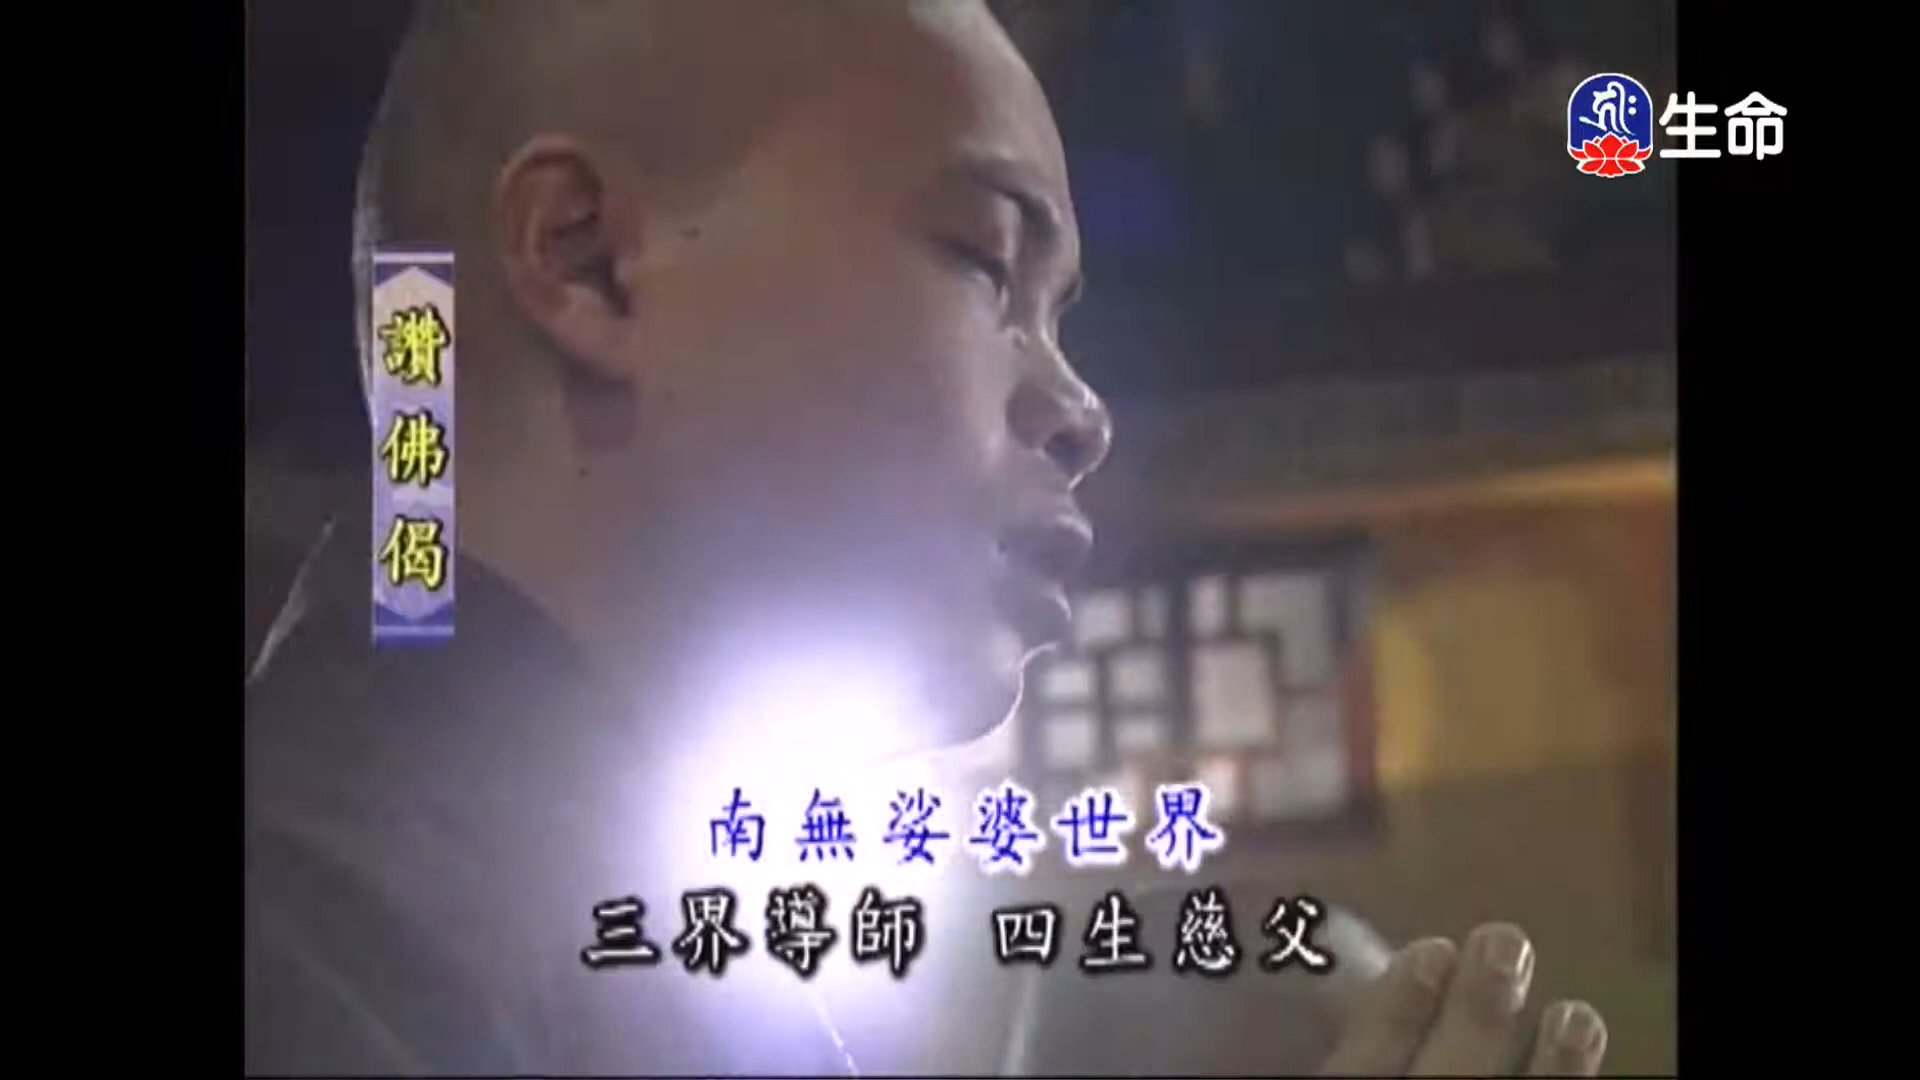 生命
讚佛偈
南無娑婆世界
三界導師 四生慈父